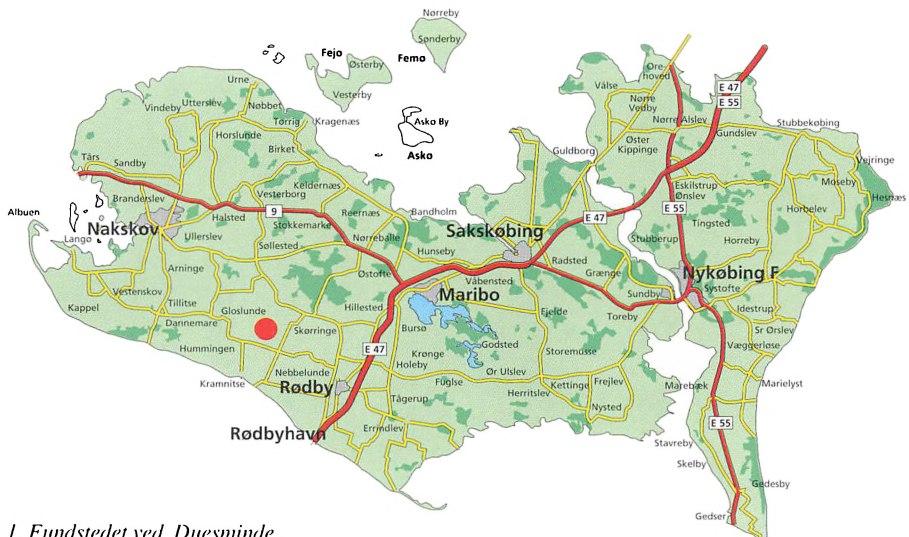 Nørreby
Sønderby
Femø
Fejø
Østerby
Vesterby
Urne
Utterslev
Nøbbet
Vindeby
Tørrig
Kragenæs
Horslunde
Birket
Asko By
Askø
Ore-
hoved
Vålse
Nørre
Vedby
E 47
E 55
Nørre Alslev
Gundslev
Stubbekøbing
Øster
Kippinge
Guldborg
Vejringe
Moseby
Hesnæs
Eskilstrup
Ønslev
Horbelev
Tingsted
Horreby
E 55
E 47
Stubberup
Tårs
Sandby
Branderslev
Albuen
Langø
Nakskov
Halsted
Ullerslev
Vesterborg
Keldernæs
9
Stokkemarke
Reernæs
Bandholm
Søllested
Nørreballe
Hunseby
Sakskøbing
Radsted
Grænge
Sundby
Toreby
Nykøbing F
Systofte
Idestrup
Sr Ørslev
Væggerløse
Arninge
Vestenskov
Kappel
Tillitse
Dannemare
Gloslunde
Østofte
Hillested
Skørringe
Hummingen
Maribo
Våbensted
Bursø
Godsted
Fjelde
Storemusse
E 47
Krønge
Holeby
Kramnitse
Nebbelunde
Rødby
Rødbyhavn
Fuglse
Tågerup
Errindlev
Ør Ulslev
Herritslev
Kettinge
Frejlev
Nysted
Marebæk
Marielyst
E 55
Stavreby
Skelby
Gedesby
Gedser
1. Fundstedet ved Duesminde